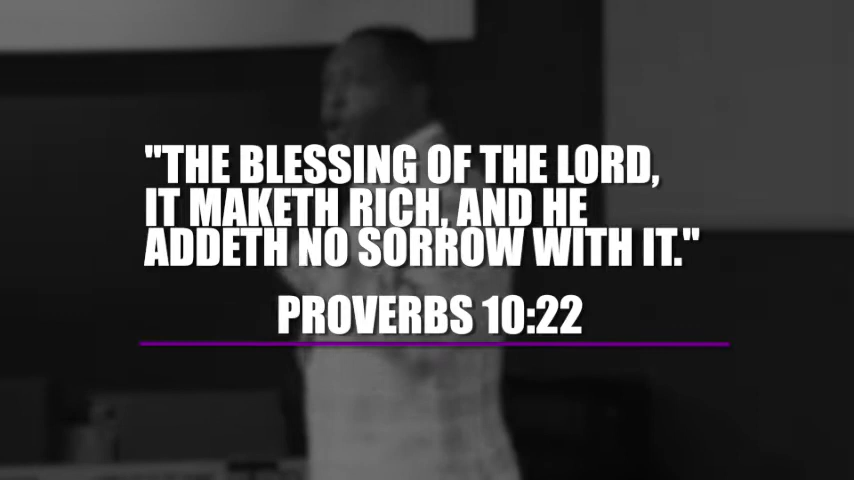 "THE BLESSING OF THE LORD,
IT MAKETH RICH, AND HE
ADDETH NO SORROW WITH IT."
PROVERBS 10:22